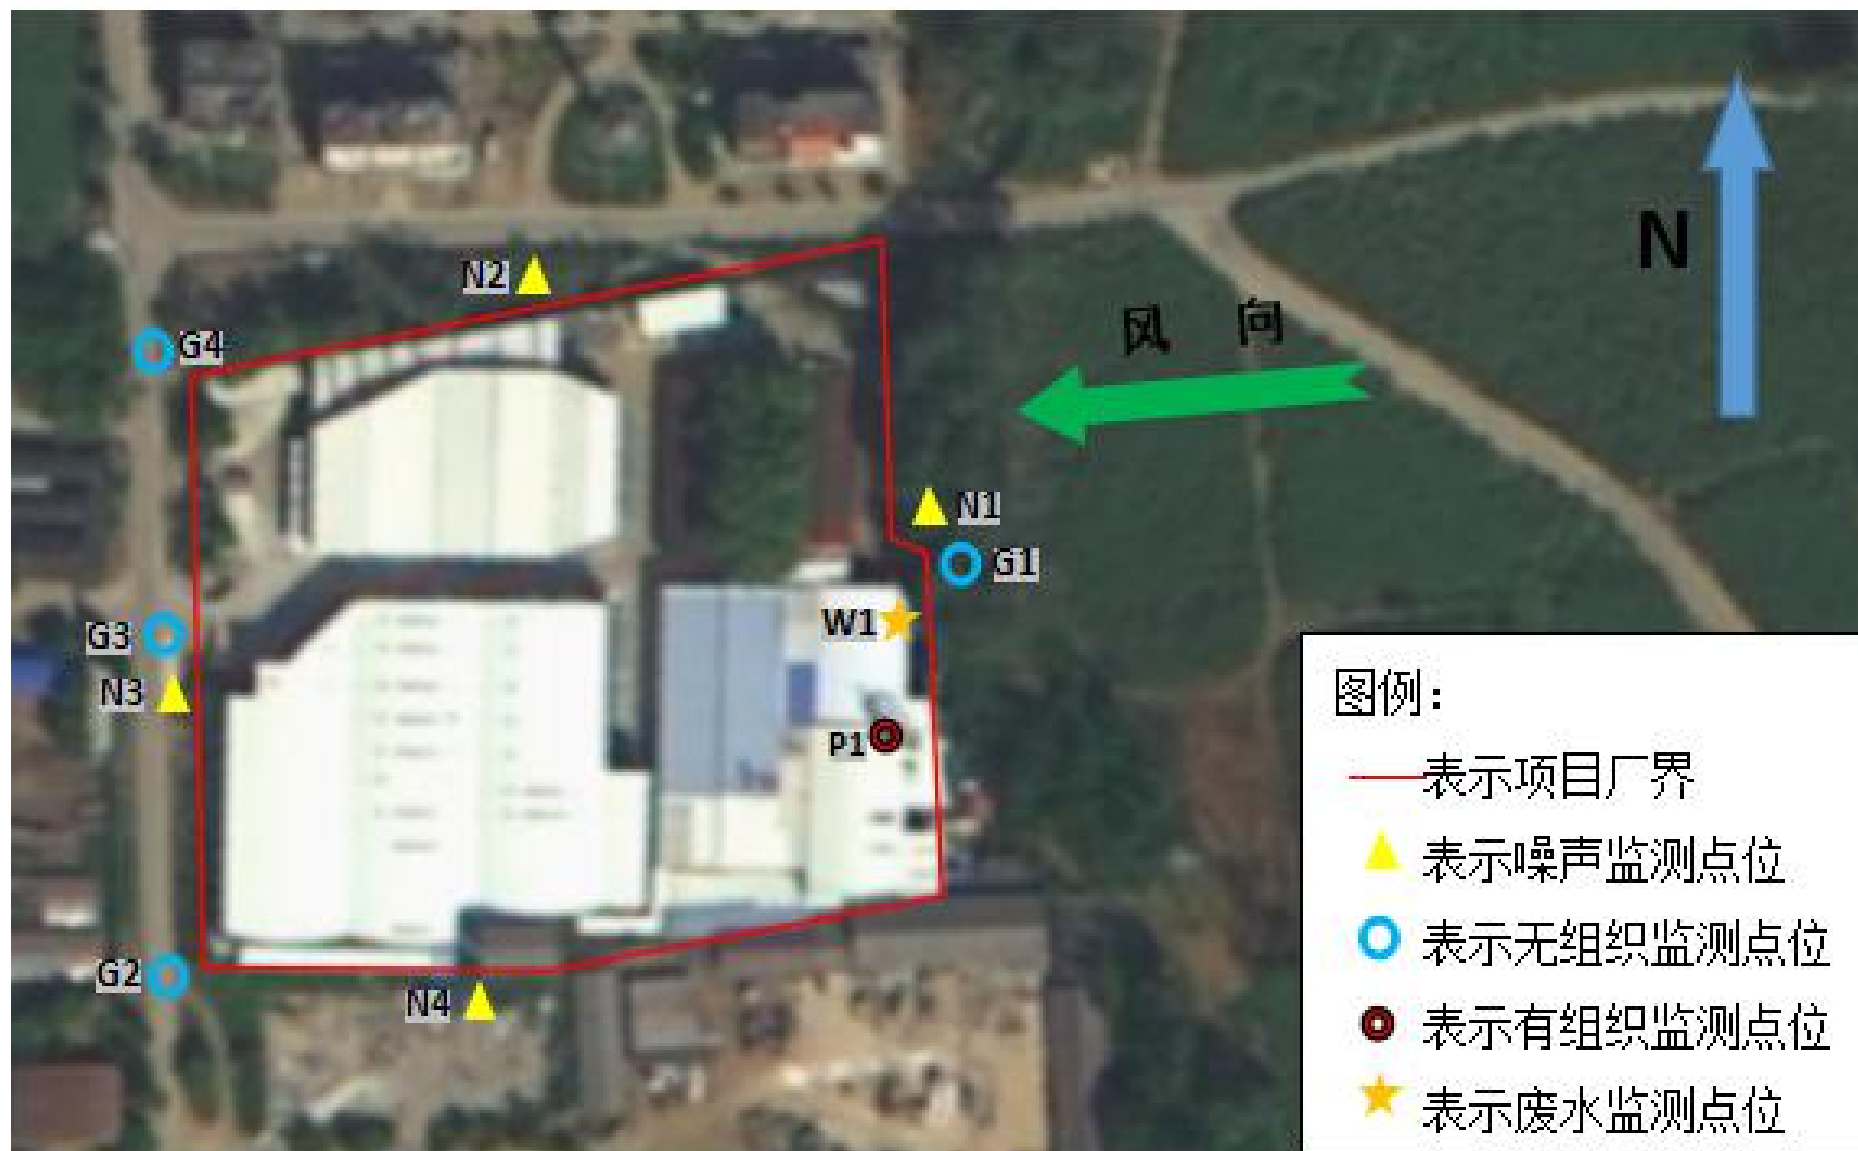 N
风 向
N2
G4
N1
G1
W1
G3
N3
P1
G2
N4
图例：
表示项目厂界
表示噪声监测点位
表示无组织监测点位
表示有组织监测点位
表示废水监测点位